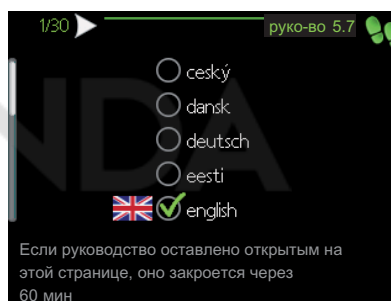 1/30
руко-во 5.7
ceský
dansk
deutsch
eesti
english
Если руководство оставлено открытым на
этой странице, оно закроется через
60 мин